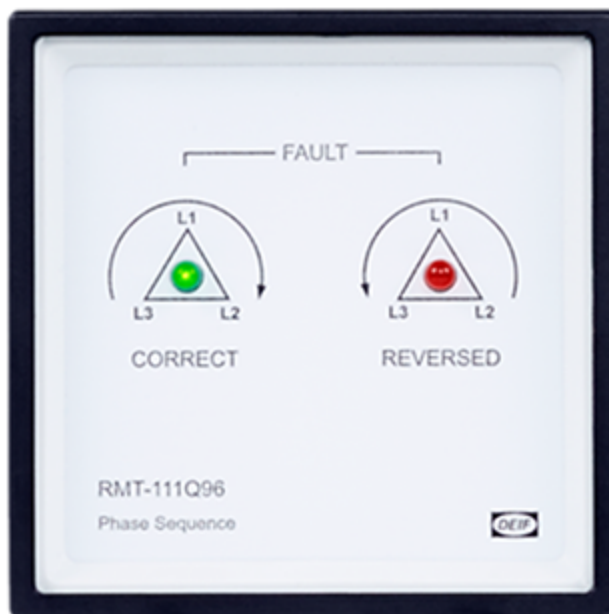 FAULT
L1 L1
L3 L2 L3 L2
CORRECT REVERSED
RMT-111Q96
Phase Sequence
DEIF